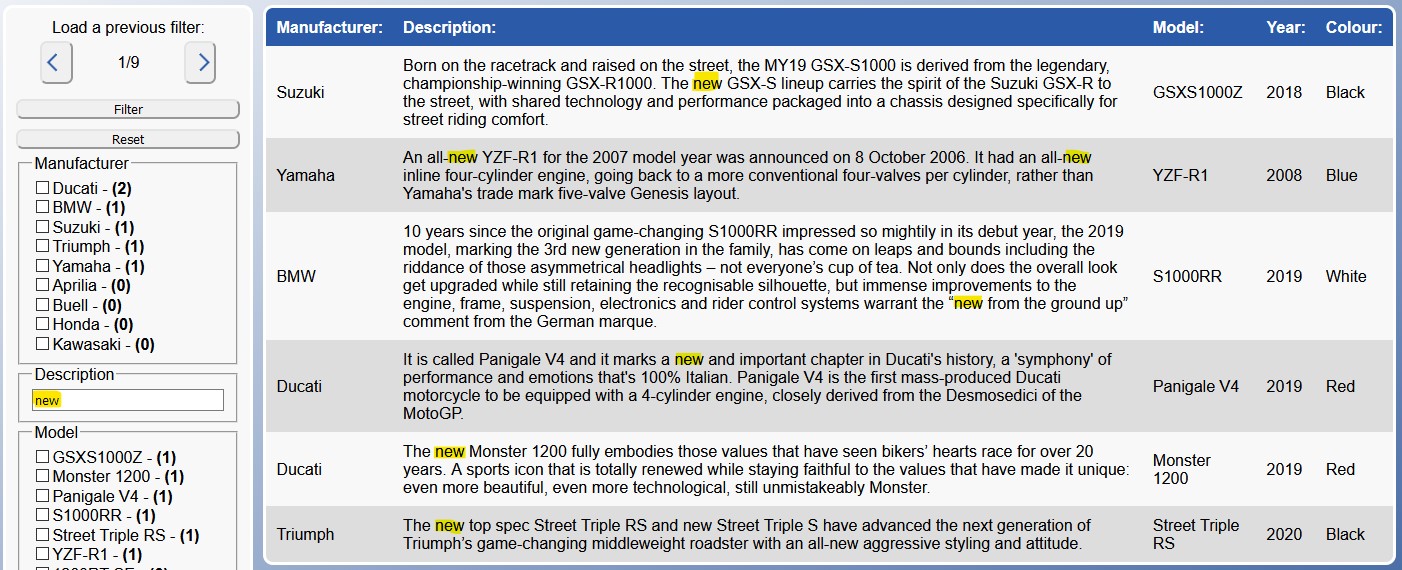 Load a previous filter:
1/9
Filter
Reset
Manufacturer
Ducati - (2)
BMW - (1)
Suzuki - (1)
Triumph - (1)
Yamaha - (1)
Aprilia - (0)
Buell - (0)
Honda - (0)
Kawasaki - (0)
Description
new
Model
GSXS1000Z - (1)
Monster 1200 - (1)
Panigale V4 - (1)
S1000RR - (1)
Street Triple RS - (1)
YZF-R1 - (1)
Manufacturer: Description: Model: Year: Colour:
Suzuki
Born on the racetrack and raised on the street, the MY19 GSX-S1000 is derived from the legendary,
championship-winning GSX-R1000. The new GSX-S lineup carries the spirit of the Suzuki GSX-R to
the street, with shared technology and performance packaged into a chassis designed specifically for
street riding comfort.
GSXS1000Z 2018 Black
Yamaha
An all-new YZF-R1 for the 2007 model year was announced on 8 October 2006. It had an all-new
inline four-cylinder engine, going back to a more conventional four-valves per cylinder, rather than
Yamaha's trade mark five-valve Genesis layout.
YZF-R1 2008 Blue
BMW
10 years since the original game-changing S1000RR impressed so mightily in its debut year, the 2019
model, marking the 3rd new generation in the family, has come on leaps and bounds including the
riddance of those asymmetrical headlights – not everyone’s cup of tea. Not only does the overall look
get upgraded while still retaining the recognisable silhouette, but immense improvements to the
engine, frame, suspension, electronics and rider control systems warrant the “new from the ground up”
comment from the German marque.
S1000RR 2019 White
Ducati
It is called Panigale V4 and it marks a new and important chapter in Ducati's history, a 'symphony' of
performance and emotions that's 100% Italian. Panigale V4 is the first mass-produced Ducati
motorcycle to be equipped with a 4-cylinder engine, closely derived from the Desmosedici of the
MotoGP.
Panigale V4 2019 Red
Ducati
The new Monster 1200 fully embodies those values that have seen bikers’ hearts race for over 20
years. A sports icon that is totally renewed while staying faithful to the values that have made it unique:
even more beautiful, even more technological, still unmistakeably Monster.
Monster
1200
2019 Red
Triumph
The new top spec Street Triple RS and new Street Triple S have advanced the next generation of
Triumph’s game-changing middleweight roadster with an all-new aggressive styling and attitude.
Street Triple
RS
2020 Black